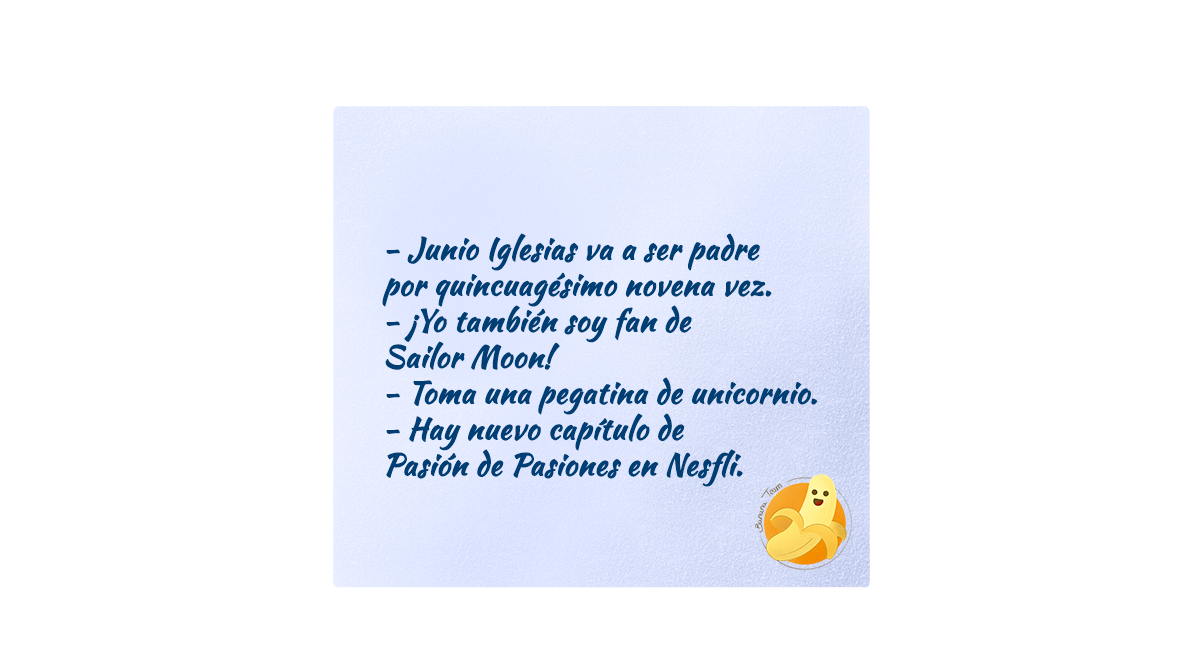 - Junio Iglesias va a ser padre
por quincuagésimo novena vez.
- ¡Yo también soy fan de
Sailor Moon!
- Toma una pegatina de unicornio.
- Hay nuevo capítulo de
Pasión de Pasiones en Nesfli.
Banana Team